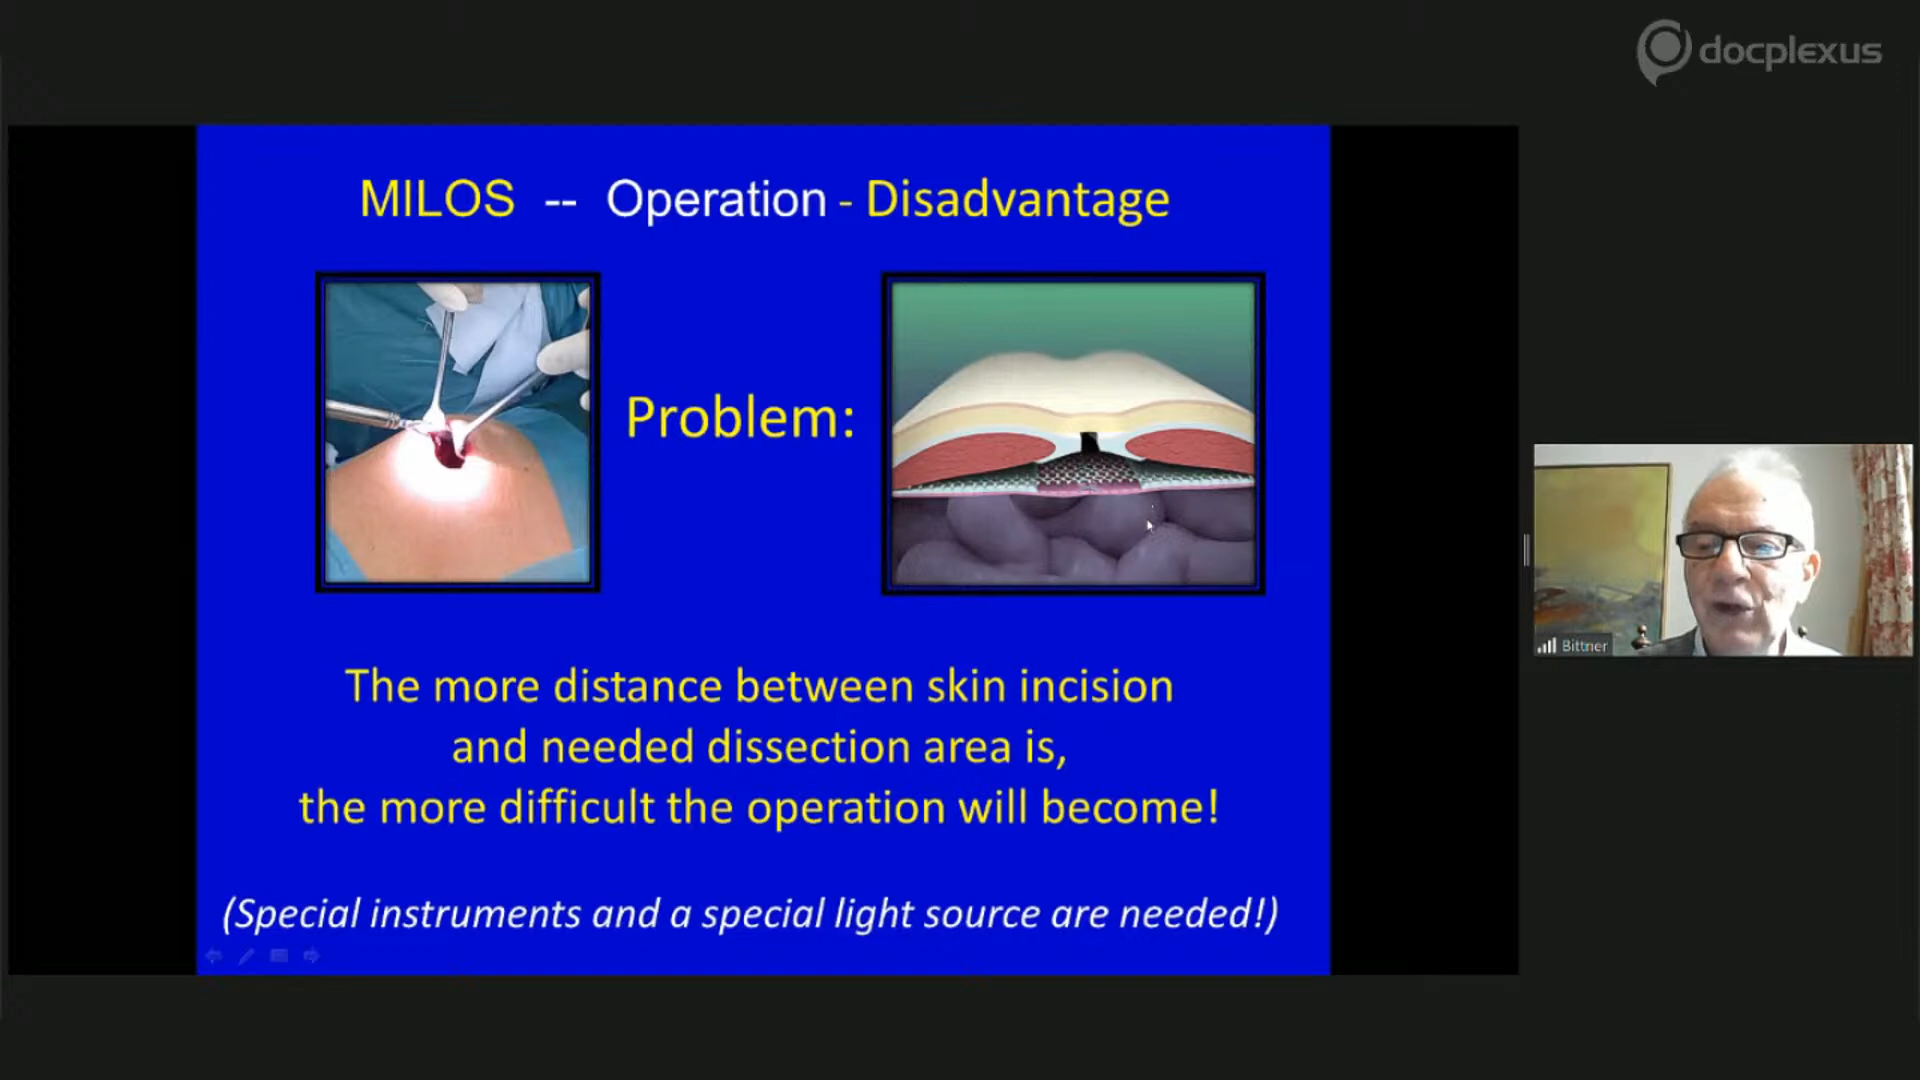 docplexus
MILOS -- Operation - Disadvantage
Problem:
The more distance between skin incision
and needed dissection area is,
the more difficult the operation will become!
(Special instruments and a special light source are needed!)
Bittner